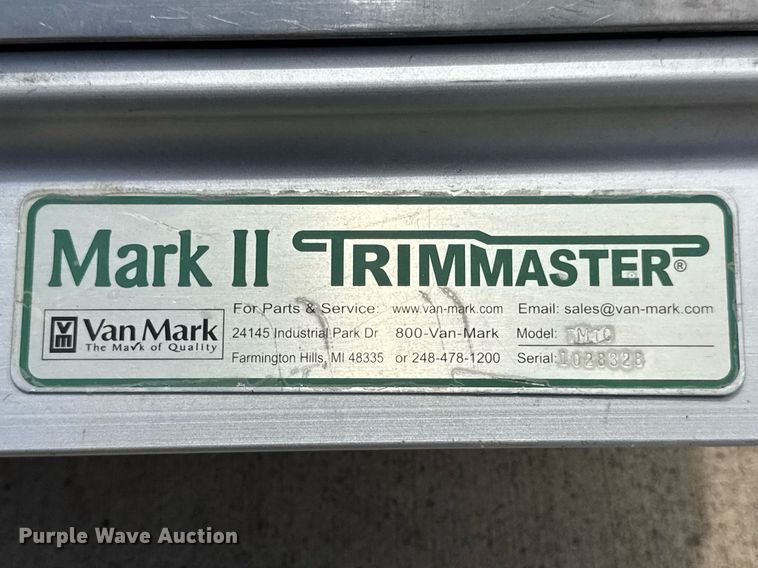 Mark II TRIMMASTER®
VM Van Mark
The Mark of Quality
For Parts & Service: www.van-mark.com Email: sales@van-mark.com
24145 Industrial Park Dr 800-Van-Mark Model:
Farmington Hills, MI 48335 or 248-478-1200 Serial:
Purple Wave Auction